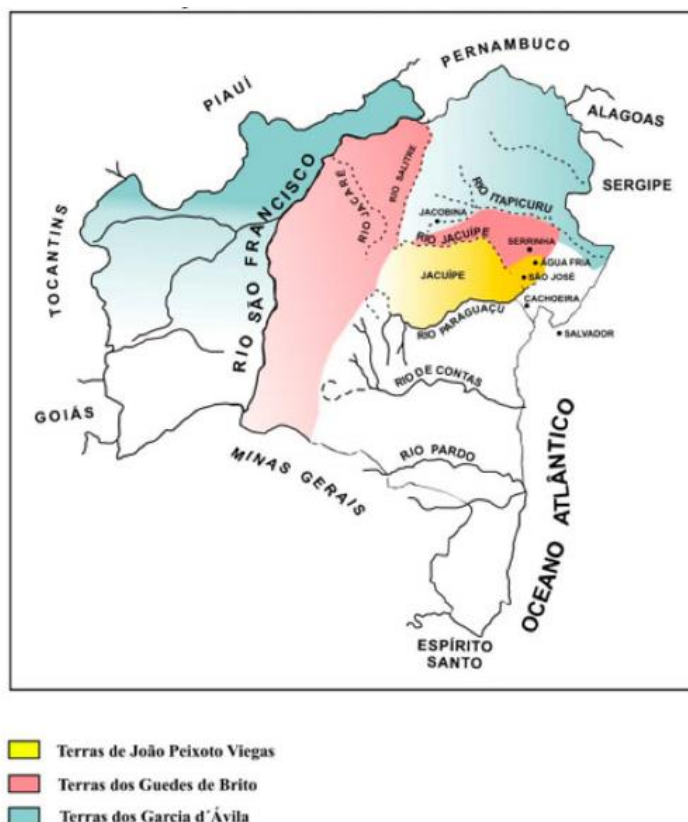 PERNAMBUCO
PIAUÍ
ALAGOAS
SERGIPE
RIO SALITRE
RIO JACARÉ
RIO ITAPICURU
JACOBINA
RIO JACUÍPE
SERRINHA
ÁGUA FRIA
JACUÍPE
SÃO JOSÉ
CACHOEIRA
RIO PARAGUAÇU
SALVADOR
TOCANTINS
RIO SÃO FRANCISCO
RIO DE CONTAS
GOIÁS
MINAS GERAIS
RIO PARDO
OCEANO ATLÂNTICO
ESPÍRITO
SANTO
Terras de João Peixoto Viegas
Terras dos Guedes de Brito
Terras dos Garcia d´Ávila